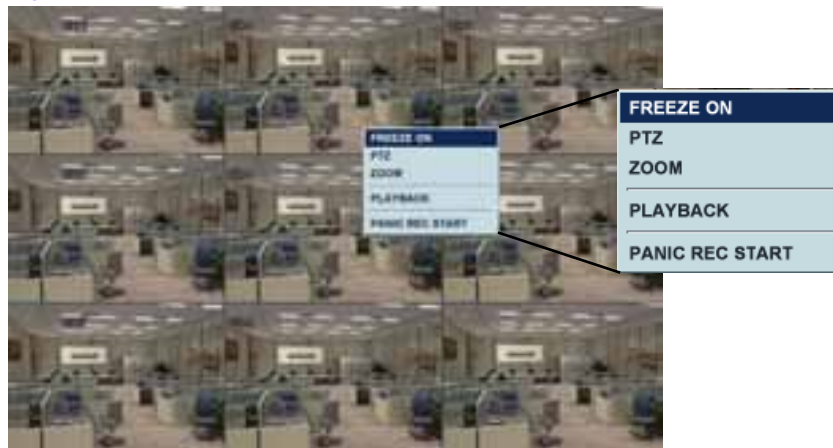 FREEZE ON
PTZ
ZOOM
PLAYBACK
PANIC REC START
FREEZE ON
PTZ
ZOOM
PLAYBACK
PANIC REC START